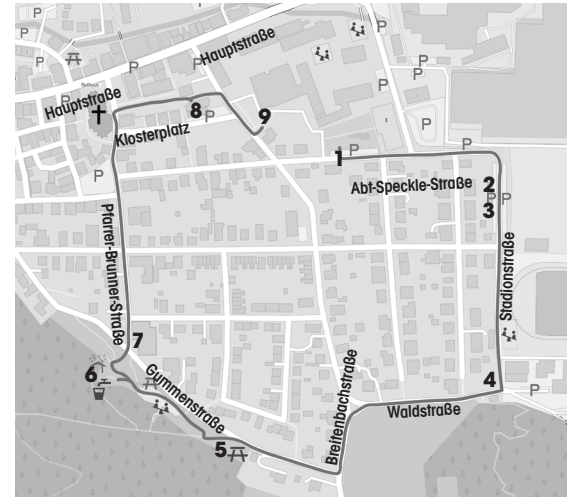 Hauptstraße
Rathaus
Hauptstraße
P
P
P
8
P
9
Klosterplatz
1
P
P
P
P
Abt-Speckle-Straße
2
P
P
3
Pfarrer-Brunner-Straße
Stadionstraße
7
6
Gummenstraße
Breitenbachstraße
Waldstraße
4
P
5